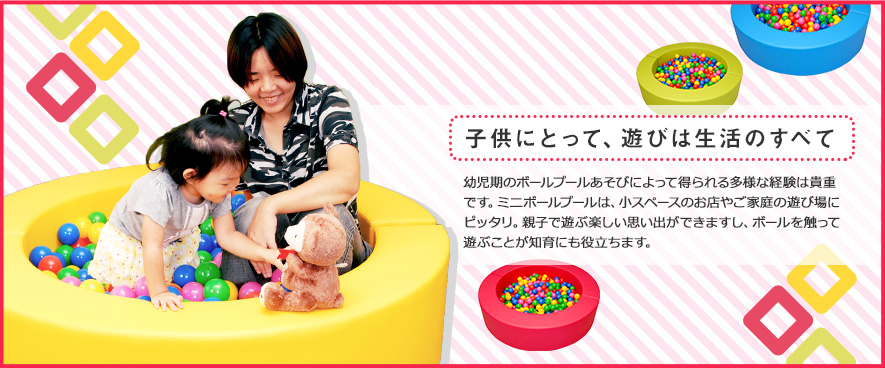 子供にとって、遊びは生活のすべて
幼児期のボールプールあそびによって得られる多様な経験は貴重
です。ミニボールプールは、小スペースのお店やご家庭の遊び場に
ピッタリ。親子で遊ぶ楽しい思い出ができますし、ボールを触って
遊ぶことが知育にも役立ちます。